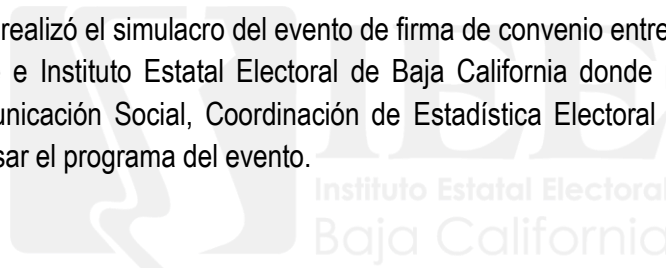 realizó el simulacro del evento de firma de convenio entre
e Instituto Estatal Electoral de Baja California donde
unicación Social, Coordinación de Estadística Electoral
sar el programa del evento.
IEE
Instituto Estatal Electoral
Baja California